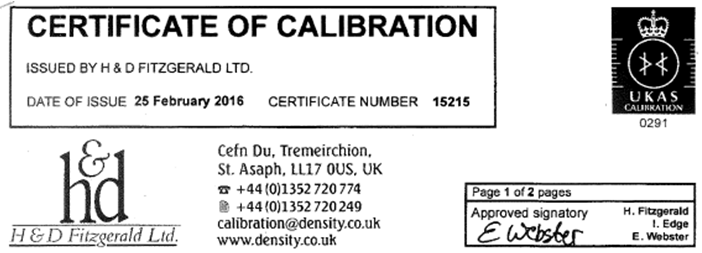 CERTIFICATE OF CALIBRATION
ISSUED BY H & D FITZGERALD LTD.
DATE OF ISSUE 25 February 2016 CERTIFICATE NUMBER 15215
UKAS
CALIBRATION
0291
h&d
H & D Fitzgerald Ltd.
Cefn Du, Tremeirchion,
St. Asaph, LL17 0US, UK
☎ +44 (0)1352 720 774
+44 (0)1352 720 249
calibration@density.co.uk
www.density.co.uk
Page 1 of 2 pages
Approved signatory H. Fitzgerald
I. Edge
E. Webster
E Webster